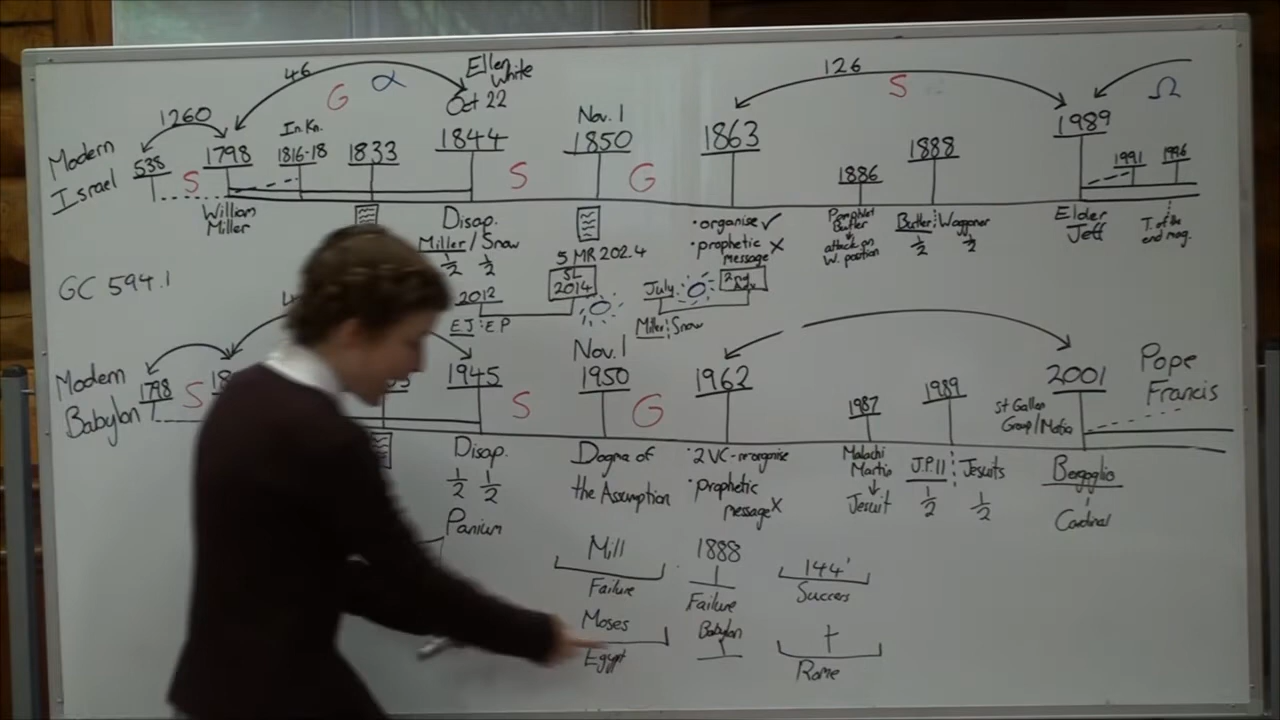 46
G
α
Ellen
White
Oct 22
126
S
Ω
1260
Modern
Israel
538
S
1798
In. Kn.
1816-18
1833
1844
S
Nov. 1
1850
G
1863
1886
1888
1989
1991
1996
William
Miller
Disap.
Miller / Snow
1/2 1/2
5 MR 202.4
• organise ✓
• prophetic
message X
Pamphlet
Butler
↓
attack on
W. position
Butler Waggoner
1/2 1/2
Elder
Jeff
T. of the
end mag.
GC 594.1
2012
EJ EP
SL
2014
July
2nd
Adv
Miller Snow
Modern
Babylon
1798
S
1945
S
Nov. 1
1950
G
1962
1987
1989
St Gallen
Group/Mafia
2001
Pope
Francis
Disap.
1/2 1/2
Panium
Dogma of
the Assumption
• 2VC - reorganise
• prophetic
message X
Malachi
Martin
↓
Jesuit
J.P II Jesuits
1/2 1/2
Bergoglio
Cardinal
Mill
Failure
1888
Failure
144'
Success
Moses
Egypt
Babylon
†
Rome